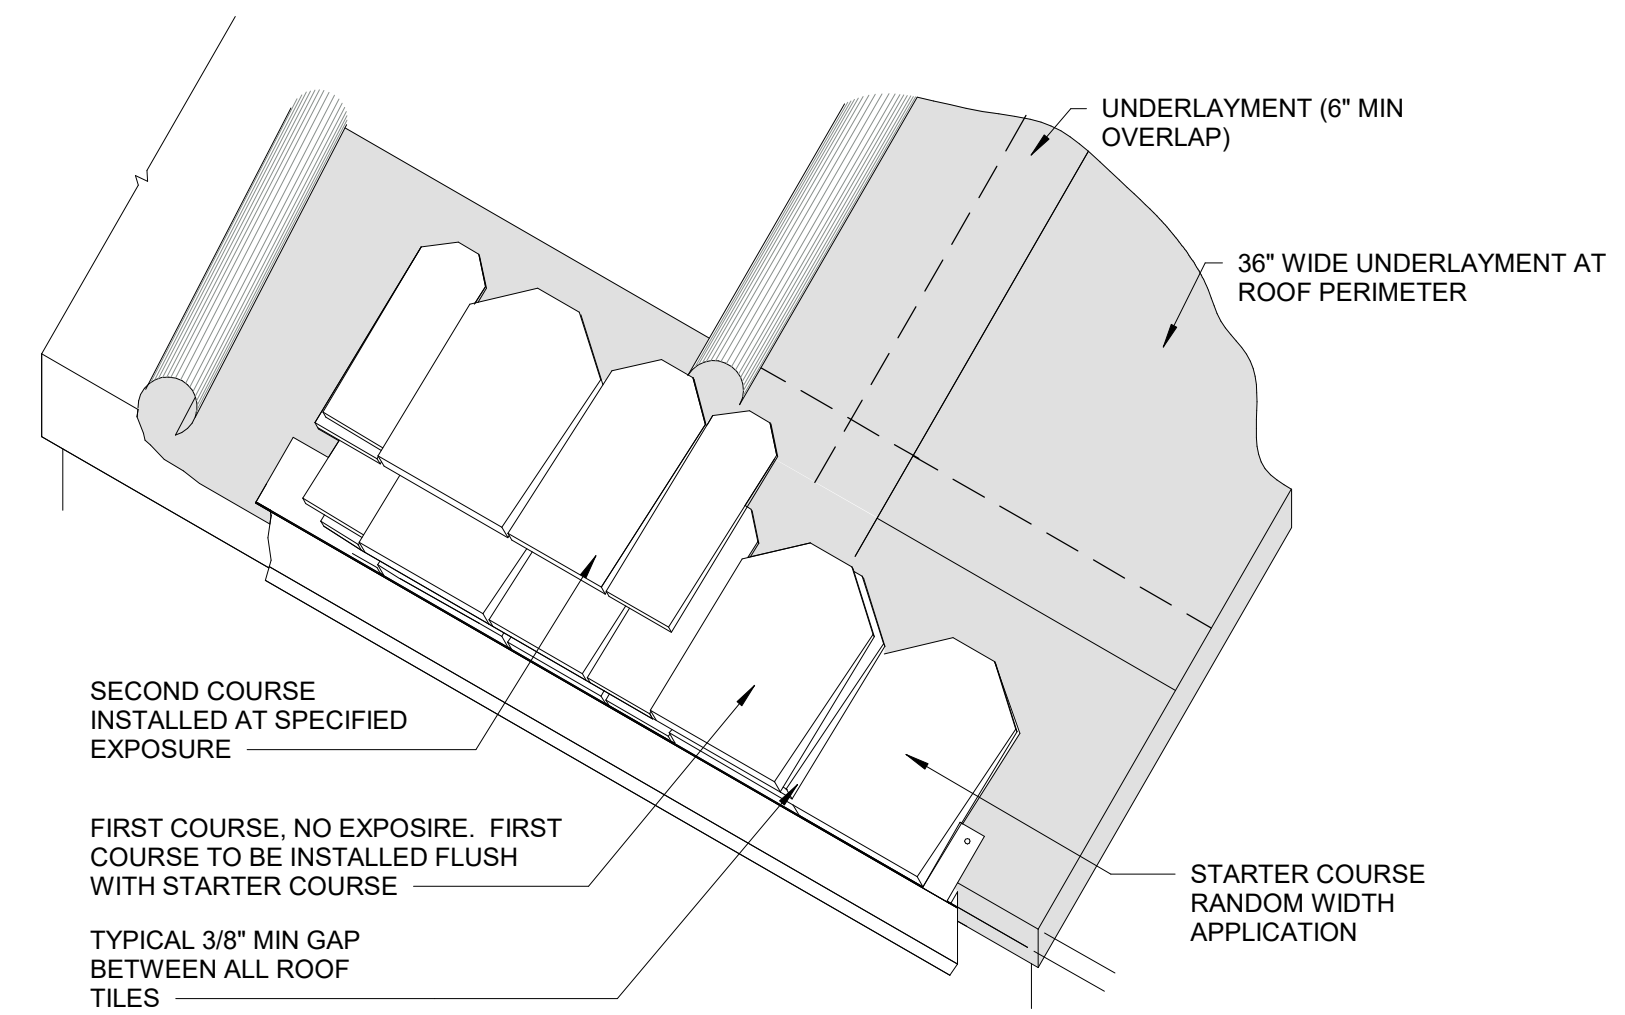 UNDERLAYMENT (6" MIN
OVERLAP)
36" WIDE UNDERLAYMENT AT
ROOF PERIMETER
SECOND COURSE
INSTALLED AT SPECIFIED
EXPOSURE
FIRST COURSE, NO EXPOSIRE.  FIRST
COURSE TO BE INSTALLED FLUSH
WITH STARTER COURSE
STARTER COURSE
RANDOM WIDTH
APPLICATION
TYPICAL 3/8" MIN GAP
BETWEEN ALL ROOF
TILES